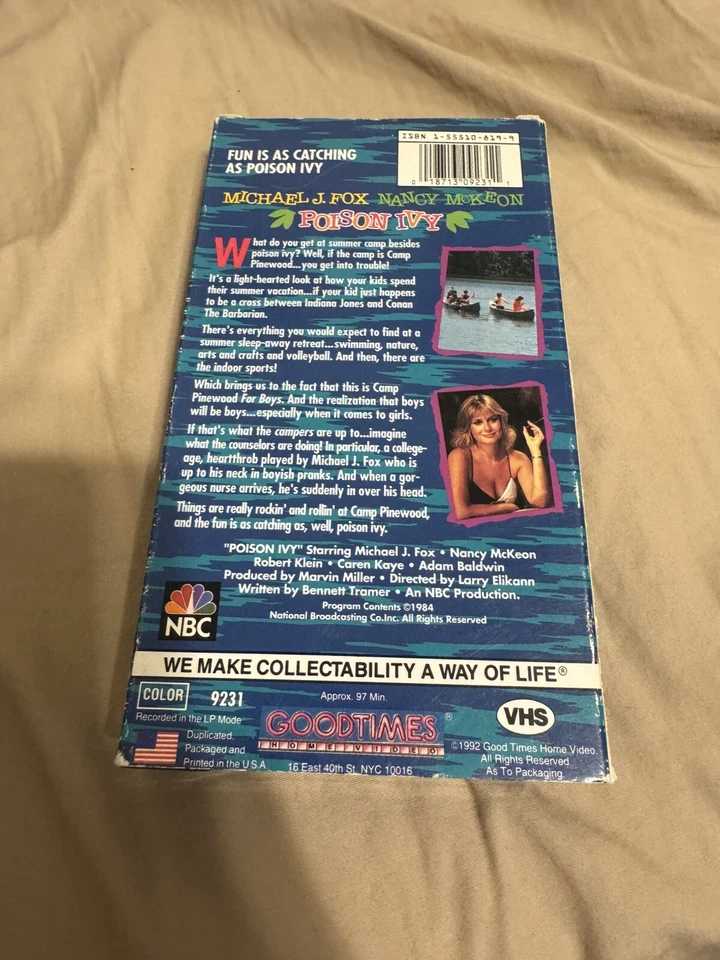 FUN IS AS CATCHING
AS POISON IVY
ISBN 1-55510-819-9
0 18713 09231 1
MICHAEL J. FOX NANCY McKEON
POISON IVY
What do you get at summer camp besides
poison ivy? Well, if the camp is Camp
Pinewood...you get into trouble!
It's a light-hearted look at how your kids spend
their summer vacation...if your kid just happens
to be a cross between Indiana Jones and Conan
The Barbarian.
There's everything you would expect to find at a
summer sleep-away retreat...swimming, nature,
arts and crafts and volleyball. And then, there are
the indoor sports!
Which brings us to the fact that this is Camp
Pinewood For Boys. And the realization that boys
will be boys...especially when it comes to girls.
If that's what the campers are up to...imagine
what the counselors are doing! In particular, a college-
age, heartthrob played by Michael J. Fox who is
up to his neck in boyish pranks. And when a gor-
geous nurse arrives, he's suddenly in over his head.
Things are really rockin' and rollin' at Camp Pinewood,
and the fun is as catching as, well, poison ivy.
"POISON IVY" Starring Michael J. Fox • Nancy McKeon
Robert Klein • Caren Kaye • Adam Baldwin
Produced by Marvin Miller • Directed by Larry Elikann
Written by Bennett Tramer • An NBC Production.
Program Contents ©1984
National Broadcasting Co.Inc. All Rights Reserved
NBC
WE MAKE COLLECTABILITY A WAY OF LIFE®
COLOR 9231
Approx. 97 Min.
VHS
Recorded in the LP Mode
Duplicated,
Packaged and
Printed in the U.S.A.
GOODTIMES®
HOME VIDEO
16 East 40th St. NYC 10016
©1992 Good Times Home Video
All Rights Reserved
As To Packaging